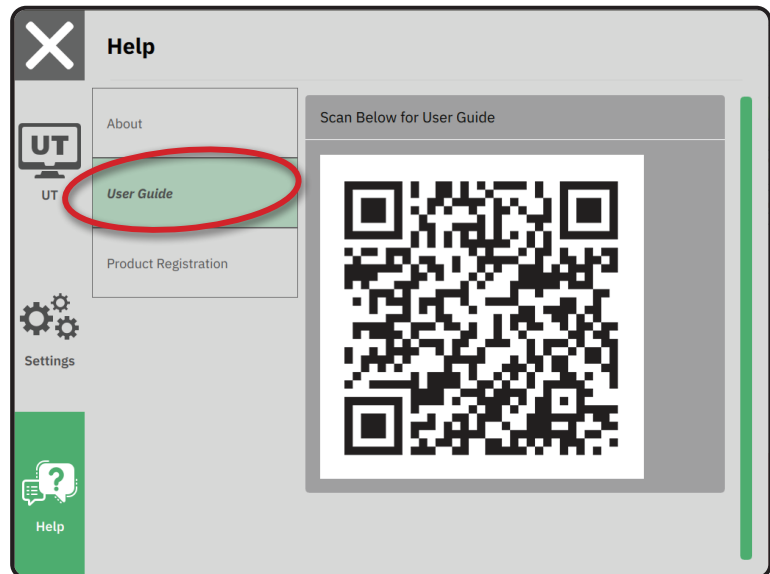 Help
UT
UT
Settings
Help
About
User Guide
Product Registration
Scan Below for User Guide